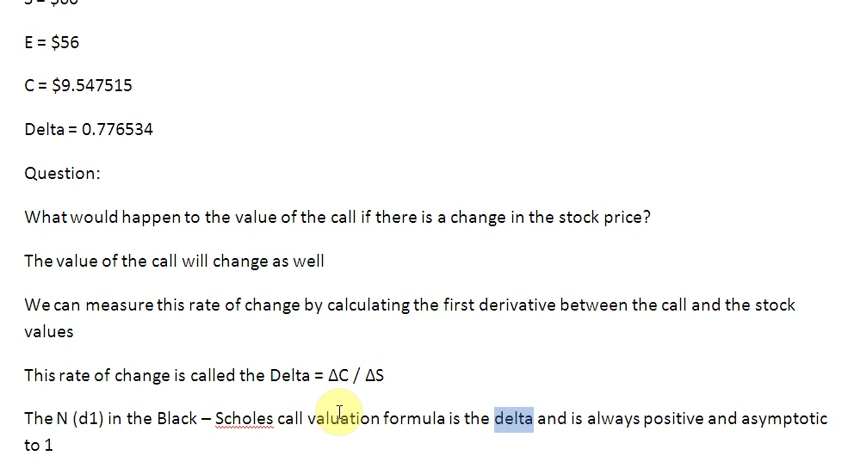 E = $56
C = $9.547515
Delta = 0.776534
Question:
What would happen to the value of the call if there is a change in the stock price?
The value of the call will change as well
We can measure this rate of change by calculating the first derivative between the call and the stock
values
This rate of change is called the Delta = ΔC / ΔS
The N (d1) in the Black – Scholes call valuation formula is the delta and is always positive and asymptotic
to 1